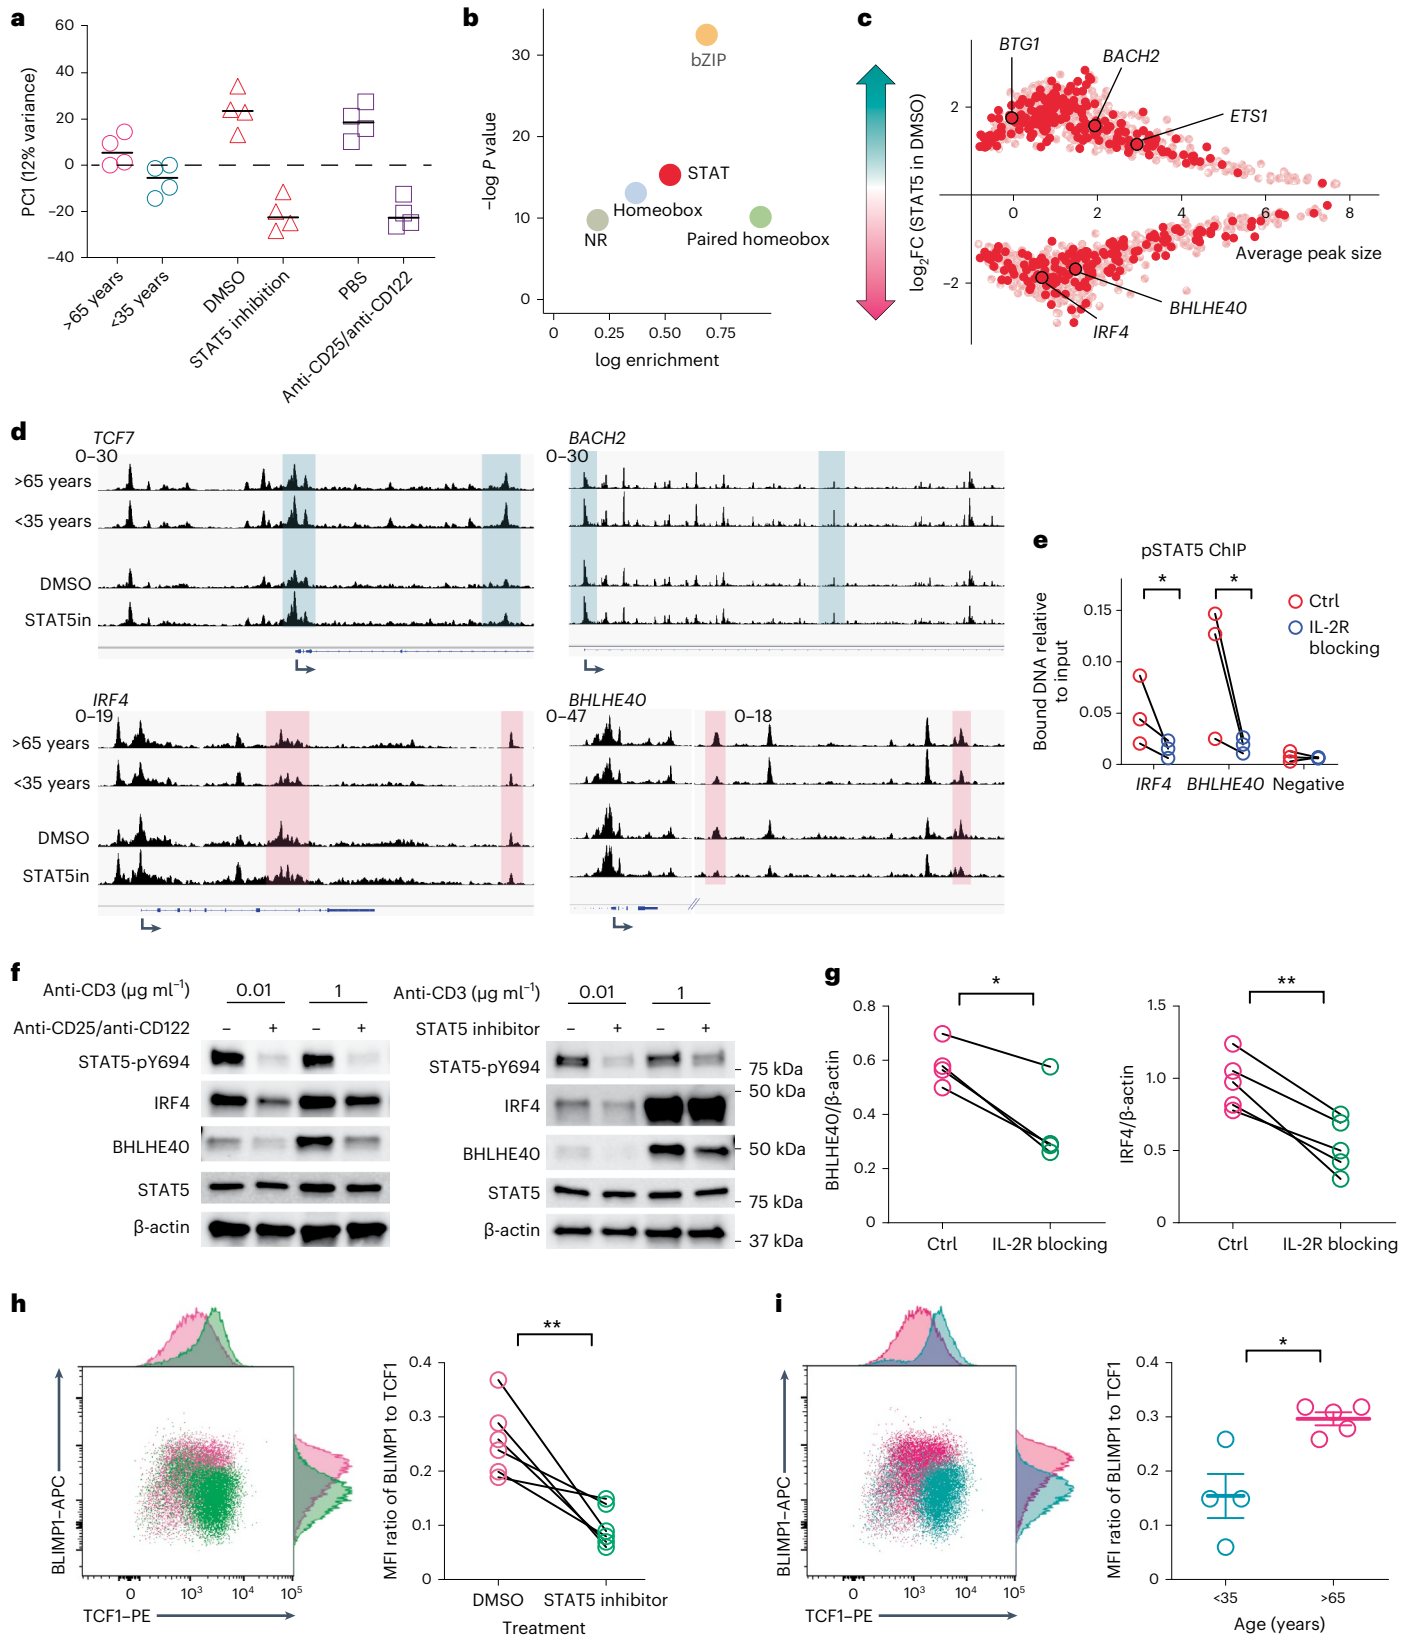 a
60
40
20
0
−20
−40
PC1 (12% variance)
>65 years
<35 years
DMSO
STAT5 inhibition
PBS
Anti-CD25/anti-CD122
b
30
20
10
0
−log P value
bZIP
STAT
Homeobox
NR
Paired homeobox
0
0.25
0.50
0.75
log enrichment
c
log2FC (STAT5 in DMSO)
2
−2
BTG1
BACH2
ETS1
0
2
4
6
8
Average peak size
BHLHE40
IRF4
d
TCF7
0–30
>65 years
<35 years
DMSO
STAT5in
BACH2
0–30
IRF4
0–19
>65 years
<35 years
DMSO
STAT5in
BHLHE40
0–47
0–18
e
pSTAT5 ChIP
*
*
0.15
0.10
0.05
0
Bound DNA relative
to input
Ctrl
IL-2R
blocking
IRF4
BHLHE40
Negative
f
Anti-CD3 (µg ml−1)
0.01
1
Anti-CD25/anti-CD122
–
+
–
+
STAT5-pY694
IRF4
BHLHE40
STAT5
β-actin
Anti-CD3 (µg ml−1)
0.01
1
STAT5 inhibitor
–
+
–
+
STAT5-pY694
75 kDa
50 kDa
IRF4
BHLHE40
50 kDa
STAT5
75 kDa
β-actin
37 kDa
g
*
0.8
0.6
0.4
0.2
0
BHLHE40/β-actin
Ctrl
IL-2R blocking
**
1.5
1.0
0.5
0
IRF4/β-actin
Ctrl
IL-2R blocking
h
BLIMP1–APC
0
103
104
105
TCF1–PE
**
0.4
0.3
0.2
0.1
0
MFI ratio of BLIMP1 to TCF1
DMSO
STAT5 inhibitor
Treatment
i
BLIMP1–APC
0
103
104
105
TCF1–PE
*
0.4
0.3
0.2
0.1
0
MFI ratio of BLIMP1 to TCF1
<35
>65
Age (years)